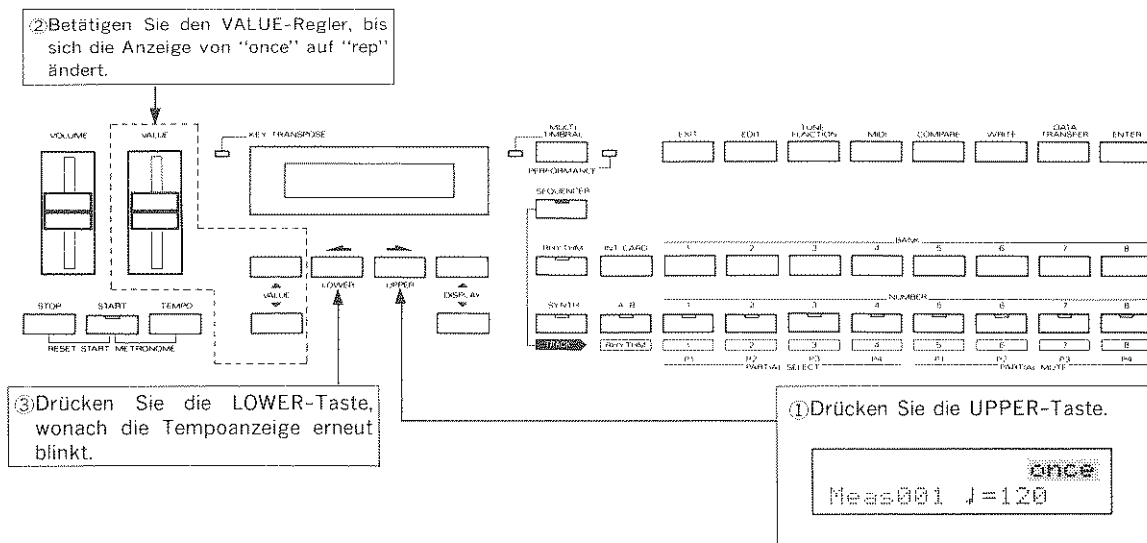 ②Betätigen Sie den VALUE-Regler, bis
sich die Anzeige von “once” auf “rep”
ändert.
VOLUME VALUE KEY TRANSPOSE MULTI TIMBRAL EXIT EDIT TUNE FUNCTION MIDI COMPARE WRITE DATA TRANSFER ENTER
PERFORMANCE
SEQUENCER
BANK
RHYTHM INT CARD 1 2 3 4 5 6 7 8
VALUE LOWER UPPER DISPLAY
NUMBER
STOP START TEMPO SYNTH A B 1 2 3 4 5 6 7 8
RESET START METRONOME TRACK RHYTHM 1 2 3 4 5 6 7 8
P1 P2 P3 P4 P1 P2 P3 P4
PARTIAL SELECT PARTIAL MUTE
③Drücken Sie die LOWER-Taste,
wonach die Tempoanzeige erneut
blinkt.
①Drücken Sie die UPPER-Taste.
once
Meas001 ♩=120